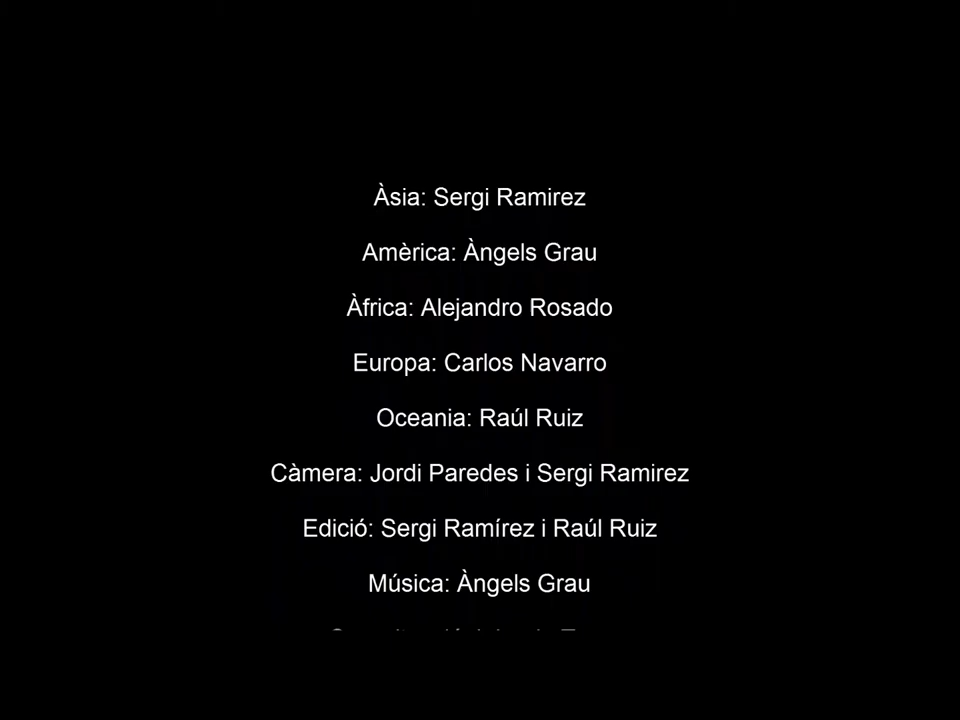 Àsia: Sergi Ramirez
Amèrica: Àngels Grau
Àfrica: Alejandro Rosado
Europa: Carlos Navarro
Oceania: Raúl Ruiz
Càmera: Jordi Paredes i Sergi Ramirez
Edició: Sergi Ramírez i Raúl Ruiz
Música: Àngels Grau